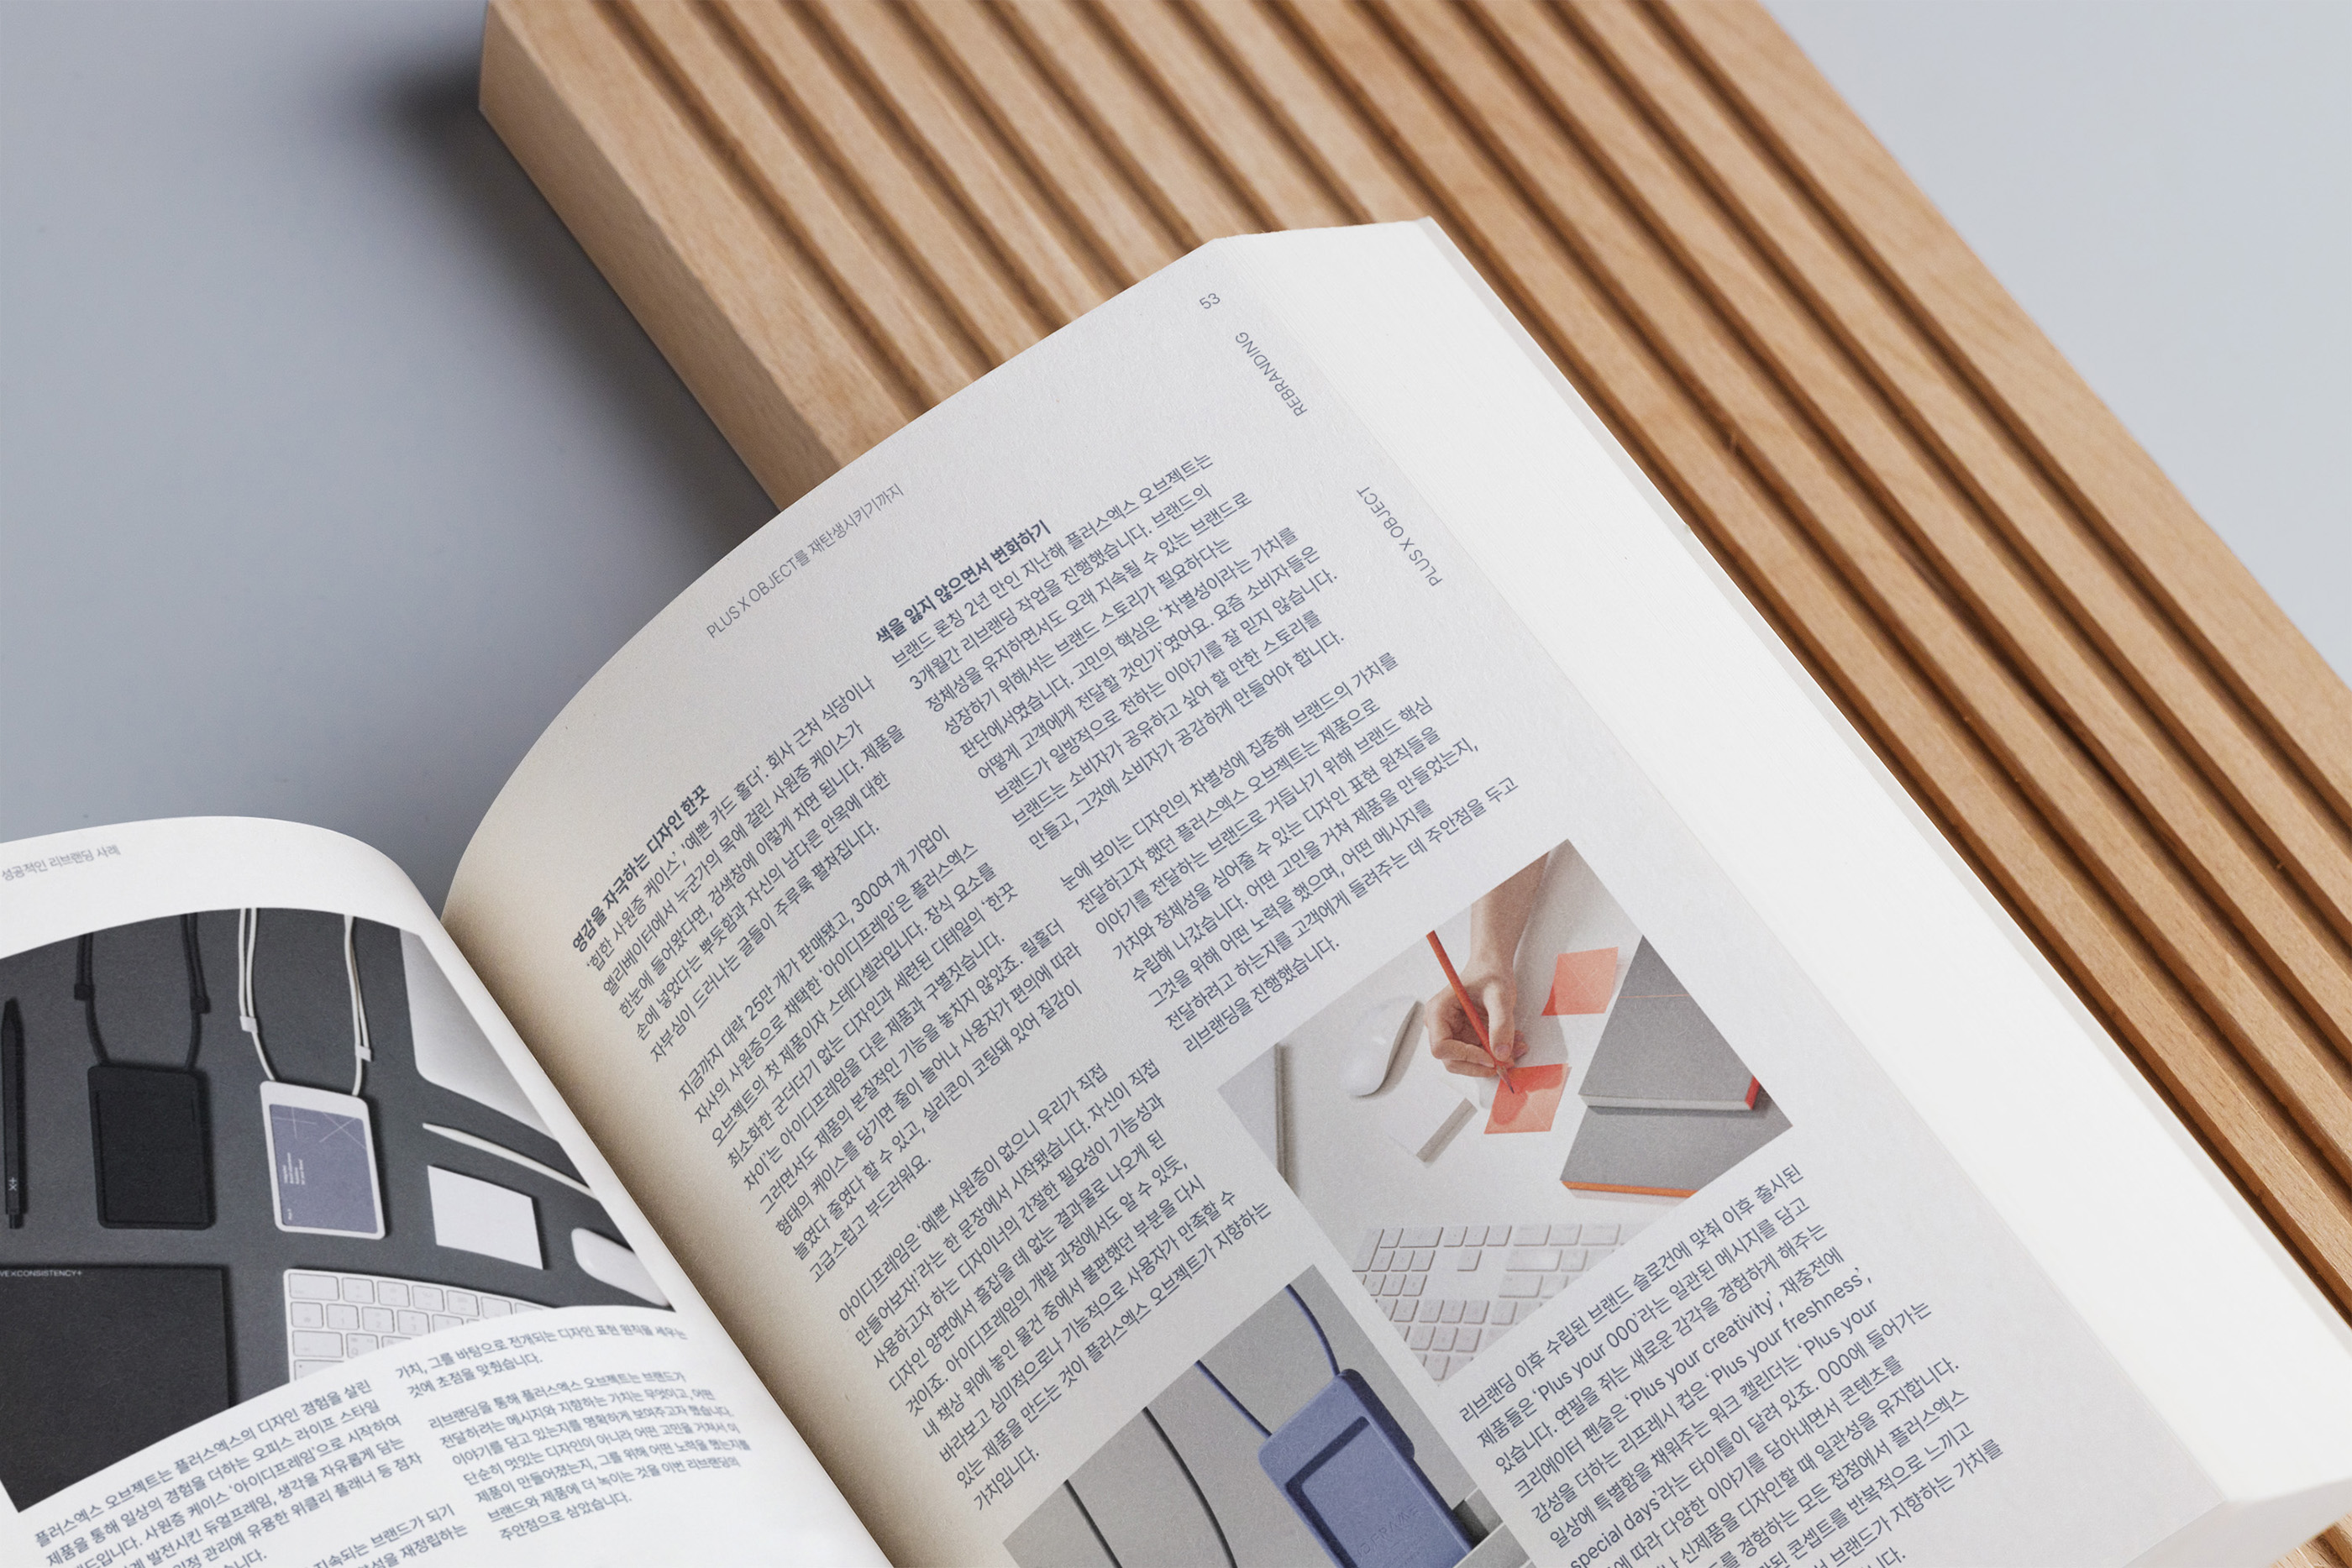 성공적인 리브랜딩 사례
X+
VE×CONSISTENCY+
플러스엑스 오브젝트는 플러스엑스의 디자인 경험을 살린
제품을 통해 일상의 경험을 더하는 오피스 라이프 스타일
사원증 케이스 '아이디프레임'으로 시작하여
발전시킨 듀얼프레임, 생각을 자유롭게 담는
일정 관리에 유용한 위클리 플래너 등 점차
지속되는 브랜드가 되기
재정립하는
가치, 그를 바탕으로 전개되는 디자인 표현 원칙을 세우는
것에 초점을 맞췄습니다.
리브랜딩을 통해 플러스엑스 오브젝트는 브랜드가
전달하려는 메시지와 지향하는 가치는 무엇이고, 어떤
이야기를 담고 있는지를 명확하게 보여주고자 했습니다.
단순히 멋있는 디자인이 아니라 어떤 고민을 거쳐서 이
제품이 만들어졌는지, 그를 위해 어떤 노력을 했는지를
브랜드와 제품에 더 녹이는 것을 이번 리브랜딩의
주안점으로 삼았습니다.
PLUS X OBJECT를 재탄생시키기까지
53
REBRANDING
PLUS X OBJECT
영감을 자극하는 디자인 한끗
'힙한 사원증 케이스', '예쁜 카드 홀더'. 회사 근처 식당이나
엘리베이터에서 누군가의 목에 걸린 사원증 케이스가
한눈에 들어왔다면, 검색창에 이렇게 치면 됩니다. 제품을
손에 넣었다는 뿌듯함과 자신의 남다른 안목에 대한
자부심이 드러나는 글들이 주루룩 펼쳐집니다.
지금까지 대략 25만 개가 판매됐고, 300여 개 기업이
자사의 사원증으로 채택한 '아이디프레임'은 플러스엑스
오브젝트의 첫 제품이자 스테디셀러입니다. 장식 요소를
최소화한 군더더기 없는 디자인과 세련된 디테일의 '한끗
차이'는 아이디프레임을 다른 제품과 구별짓습니다.
그러면서도 제품의 본질적인 기능을 놓치지 않았죠. 릴홀더
형태의 케이스를 당기면 줄이 늘어나 사용자가 편의에 따라
늘였다 줄였다 할 수 있고, 실리콘이 코팅돼 있어 질감이
고급스럽고 부드러워요.
아이디프레임은 '예쁜 사원증이 없으니 우리가 직접
만들어보자!'라는 한 문장에서 시작됐습니다. 자신이 직접
사용하고자 하는 디자이너의 간절한 필요성이 기능성과
디자인 양면에서 흠잡을 데 없는 결과물로 나오게 된
것이죠. 아이디프레임의 개발 과정에서도 알 수 있듯,
내 책상 위에 놓인 물건 중에서 불편했던 부분을 다시
바라보고 심미적으로나 기능적으로 사용자가 만족할 수
있는 제품을 만드는 것이 플러스엑스 오브젝트가 지향하는
가치입니다.
색을 잃지 않으면서 변화하기
브랜드 론칭 2년 만인 지난해 플러스엑스 오브젝트는
3개월간 리브랜딩 작업을 진행했습니다. 브랜드의
정체성을 유지하면서도 오래 지속될 수 있는 브랜드로
성장하기 위해서는 브랜드 스토리가 필요하다는
판단에서였습니다. 고민의 핵심은 '차별성이라는 가치를
어떻게 고객에게 전달할 것인가'였어요. 요즘 소비자들은
브랜드가 일방적으로 전하는 이야기를 잘 믿지 않습니다.
브랜드는 소비자가 공유하고 싶어 할 만한 스토리를
만들고, 그것에 소비자가 공감하게 만들어야 합니다.
눈에 보이는 디자인의 차별성에 집중해 브랜드의 가치를
전달하고자 했던 플러스엑스 오브젝트는 제품으로
이야기를 전달하는 브랜드로 거듭나기 위해 브랜드 핵심
가치와 정체성을 심어줄 수 있는 디자인 표현 원칙들을
수립해 나갔습니다. 어떤 고민을 거쳐 제품을 만들었는지,
그것을 위해 어떤 노력을 했으며, 어떤 메시지를
전달하려고 하는지를 고객에게 들려주는 데 주안점을 두고
리브랜딩을 진행했습니다.
리브랜딩 이후 수립된 브랜드 슬로건에 맞춰 이후 출시된
제품들은 'Plus your 000'라는 일관된 메시지를 담고
있습니다. 연필을 쥐는 새로운 감각을 경험하게 해주는
크리에이터 펜슬은 'Plus your creativity', 재충전에
감성을 더하는 리프레시 컵은 'Plus your freshness',
일상에 특별함을 채워주는 워크 캘린더는 'Plus your
special days'라는 타이틀이 달려 있죠. 000에 들어가는
에 따라 다양한 이야기를 담아내면서 콘텐츠를
나 신제품을 디자인할 때 일관성을 유지합니다.
를 경험하는 모든 접점에서 플러스엑스
된 콘셉트를 반복적으로 느끼고
브랜드가 지향하는 가치를